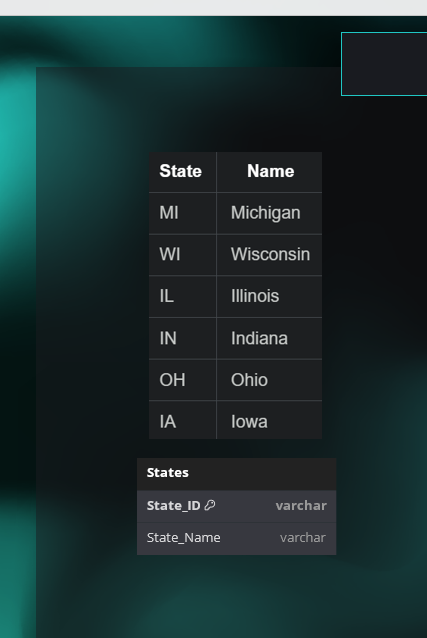 State Name
MI Michigan
WI Wisconsin
IL Illinois
IN Indiana
OH Ohio
IA Iowa
States
State_ID varchar
State_Name varchar